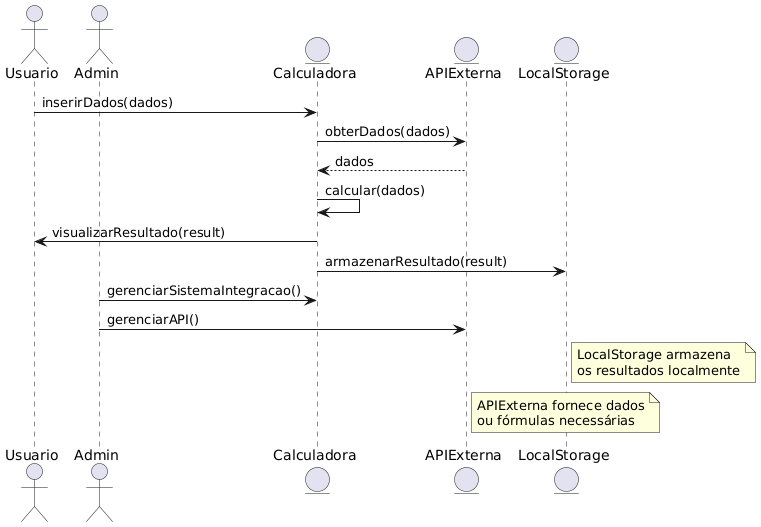 Usuario
Admin
Calculadora
APIExterna
LocalStorage
inserirDados(dados)
obterDados(dados)
dados
calcular(dados)
visualizarResultado(result)
armazenarResultado(result)
gerenciarSistemaIntegracao()
gerenciarAPI()
LocalStorage armazena
os resultados localmente
APIExterna fornece dados
ou fórmulas necessárias
Usuario
Admin
Calculadora
APIExterna
LocalStorage